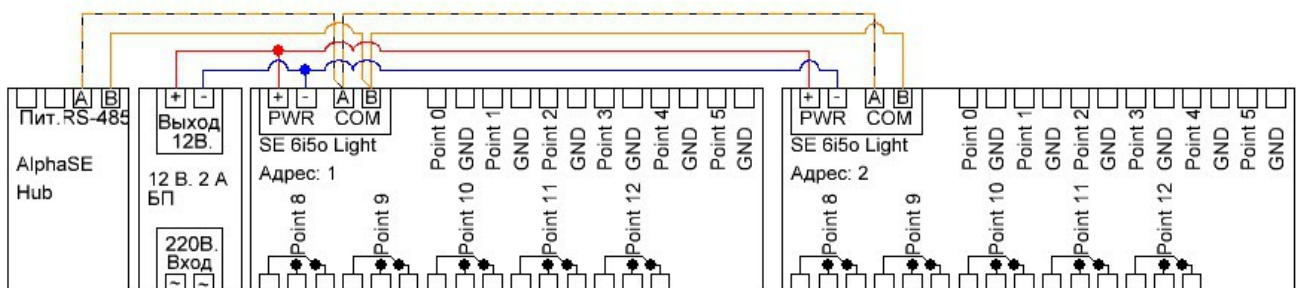 A B
Пит. RS-485
AlphaSE
Hub
+ -
Выход
12В.
12 В. 2 А
БП
220В.
Вход
~ ~
+ - A B
PWR COM
SE 6i5o Light
Адрес: 1
Point 0
GND
Point 1
GND
Point 2
GND
Point 3
GND
Point 4
GND
Point 5
GND
Point 8
Point 9
Point 10
Point 11
Point 12
+ - A B
PWR COM
SE 6i5o Light
Адрес: 2
Point 0
GND
Point 1
GND
Point 2
GND
Point 3
GND
Point 4
GND
Point 5
GND
Point 8
Point 9
Point 10
Point 11
Point 12